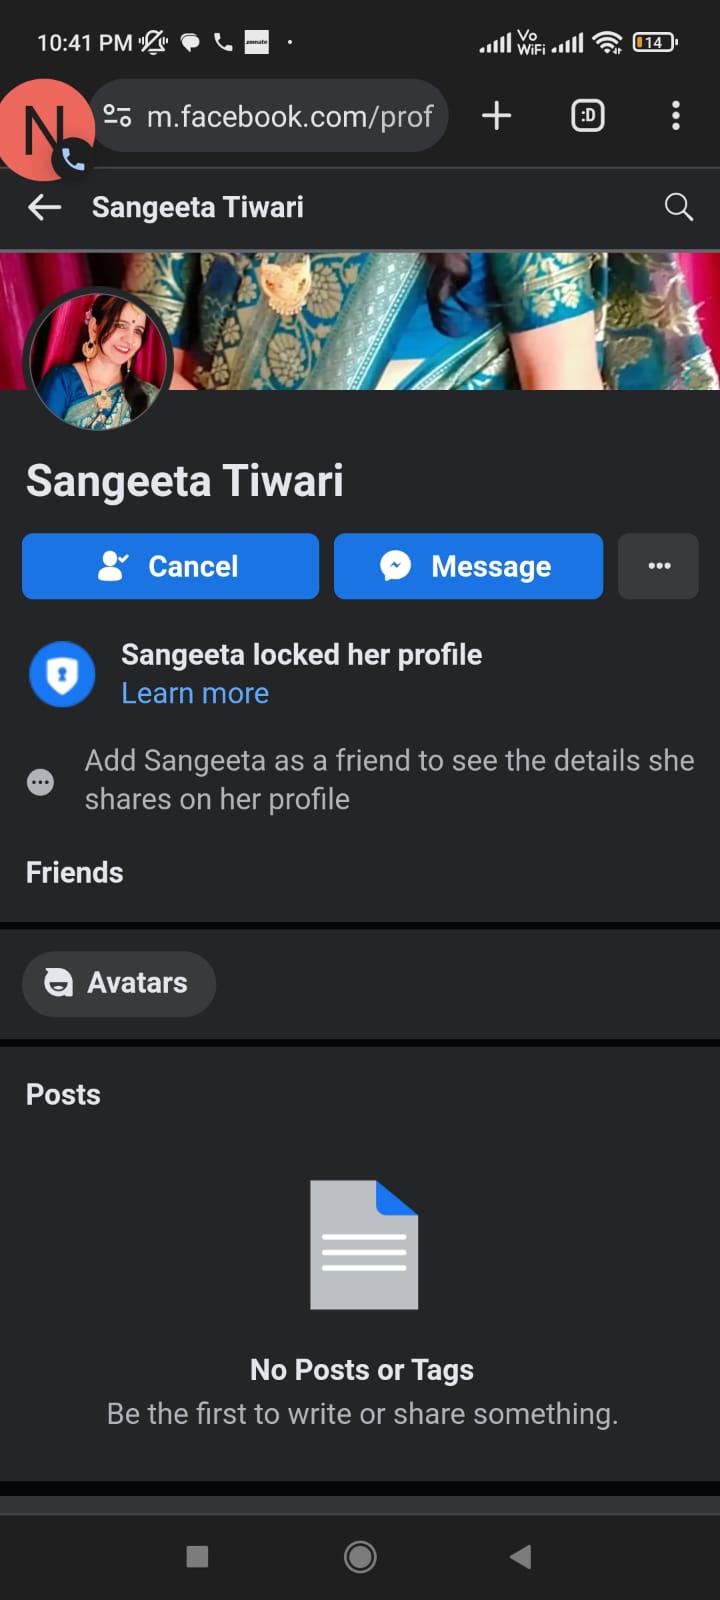 10:41 PM
zomato
Vo
WiFi
14
N
m.facebook.com/prof
:D
Sangeeta Tiwari
Sangeeta Tiwari
Cancel
Message
Sangeeta locked her profile
Learn more
Add Sangeeta as a friend to see the details she
shares on her profile
Friends
Avatars
Posts
No Posts or Tags
Be the first to write or share something.